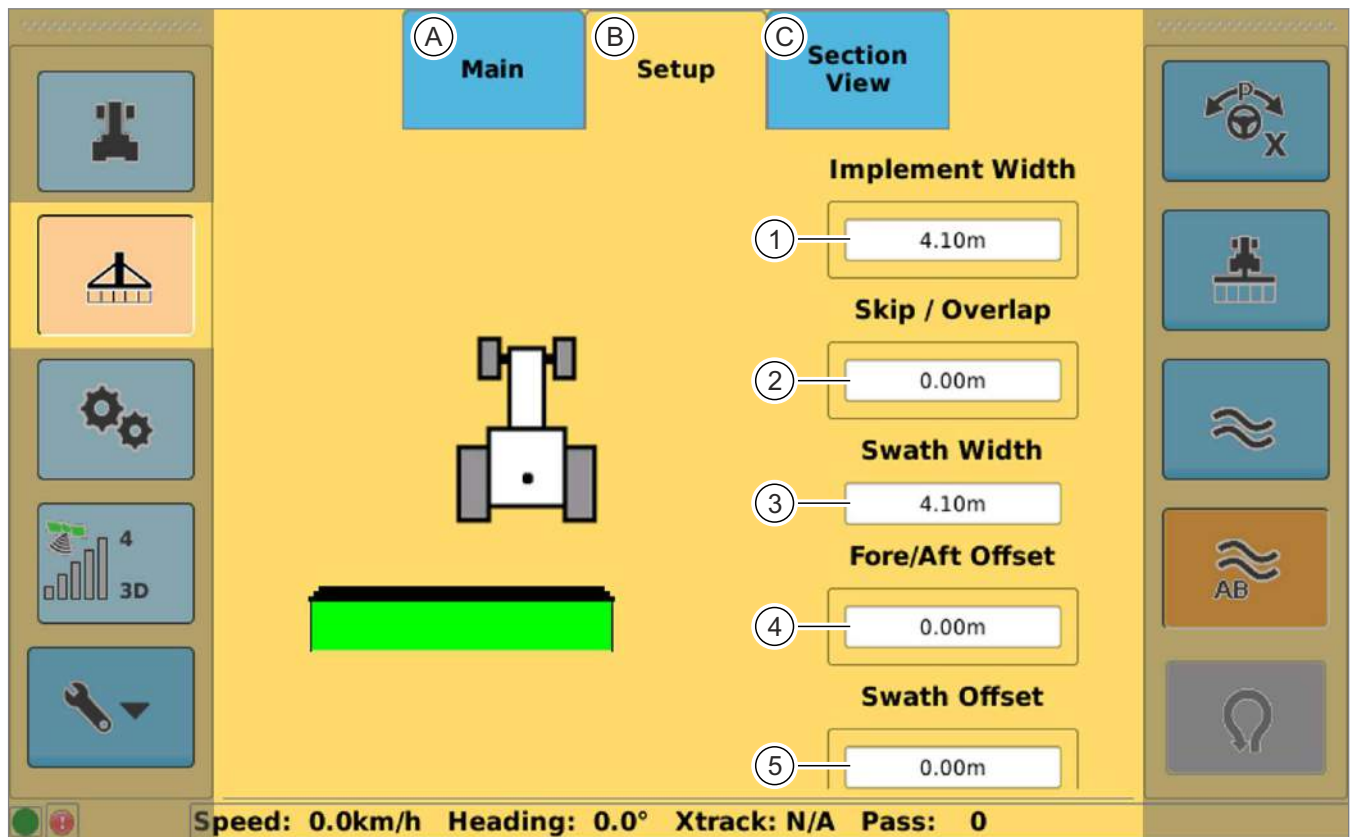 A
Main
B
Setup
C
Section
View
P
X
Implement Width
1
4.10m
Skip / Overlap
2
0.00m
Swath Width
3
4.10m
Fore/Aft Offset
4
0.00m
Swath Offset
5
0.00m
4
3D
AB
Speed: 0.0km/h Heading: 0.0° Xtrack: N/A Pass: 0